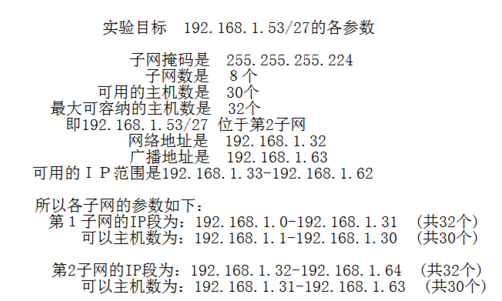 实验目标 192.168.1.53/27的各参数
子网掩码是 255.255.255.224
子网数是 8个
可用的主机数是 30个
最大可容纳的主机数是 32个
即192.168.1.53/27 位于第2子网
网络地址是 192.168.1.32
广播地址是 192.168.1.63
可用的ＩＰ范围是192.168.1.33-192.168.1.62
所以各子网的参数如下:
第１子网的IP段为: 192.168.1.0-192.168.1.31 (共32个)
可以主机数为: 192.168.1.1-192.168.1.30 (共30个)
第2子网的IP段为: 192.168.1.32-192.168.1.64 (共32个)
可以主机数为: 192.168.1.31-192.168.1.63 (共30个)